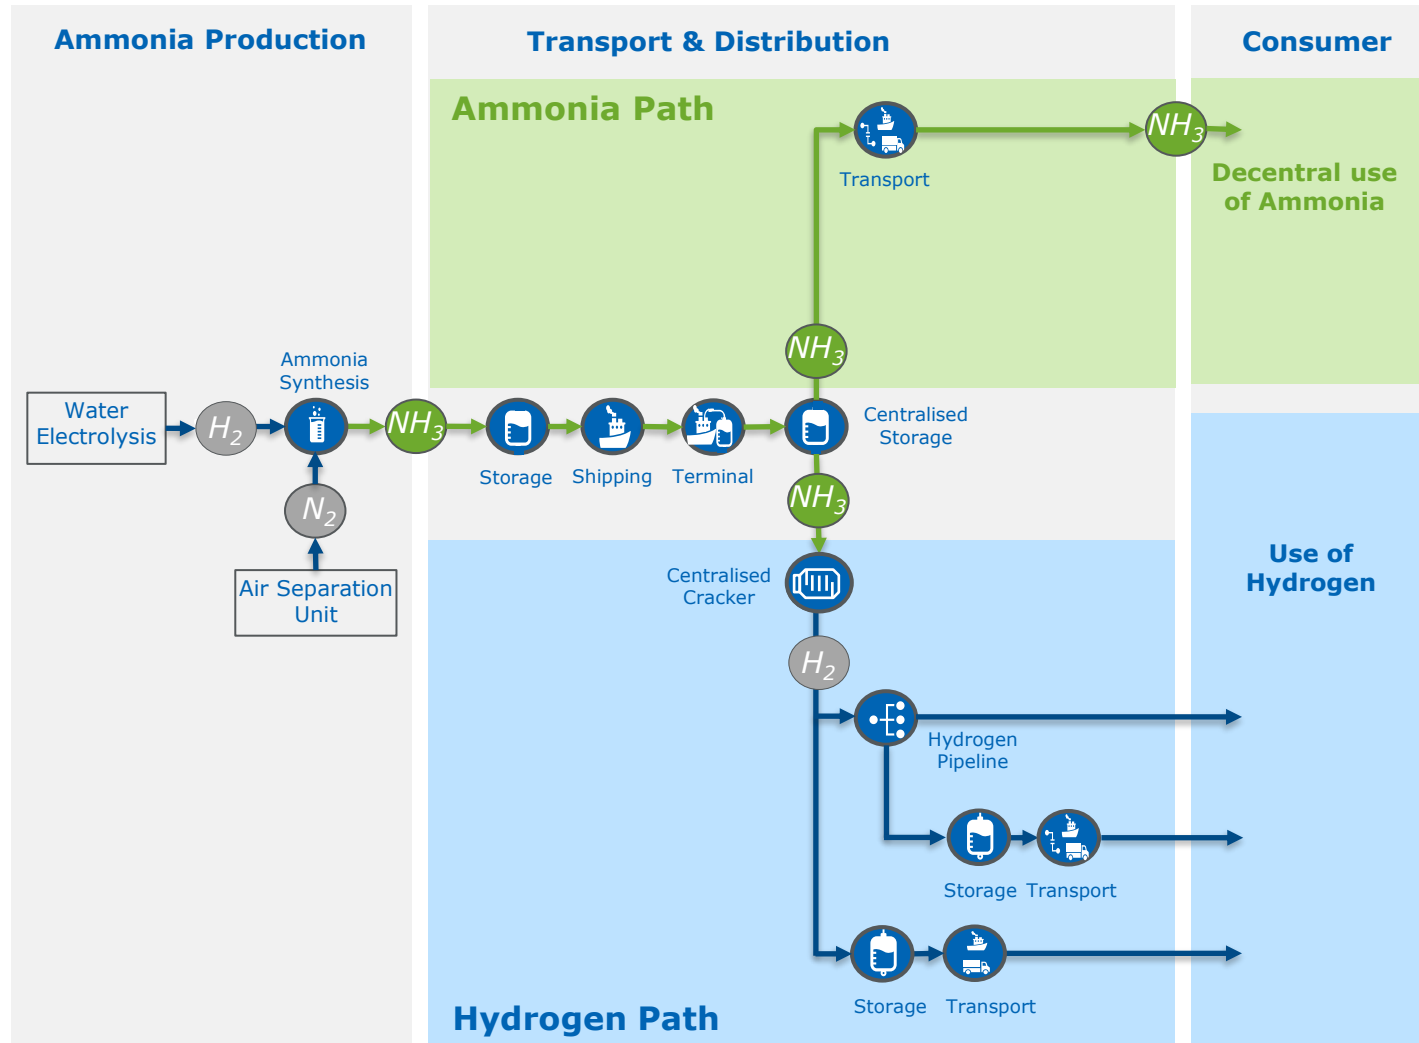 Ammonia Production
Transport & Distribution
Consumer
Ammonia Path
Transport
NH3
Decentral use
of Ammonia
NH3
Ammonia
Synthesis
Water
Electrolysis
H2
NH3
Storage
Shipping
Terminal
Centralised
Storage
N2
NH3
Air Separation
Unit
Centralised
Cracker
Use of
Hydrogen
H2
Hydrogen
Pipeline
Storage
Transport
Storage
Transport
Hydrogen Path